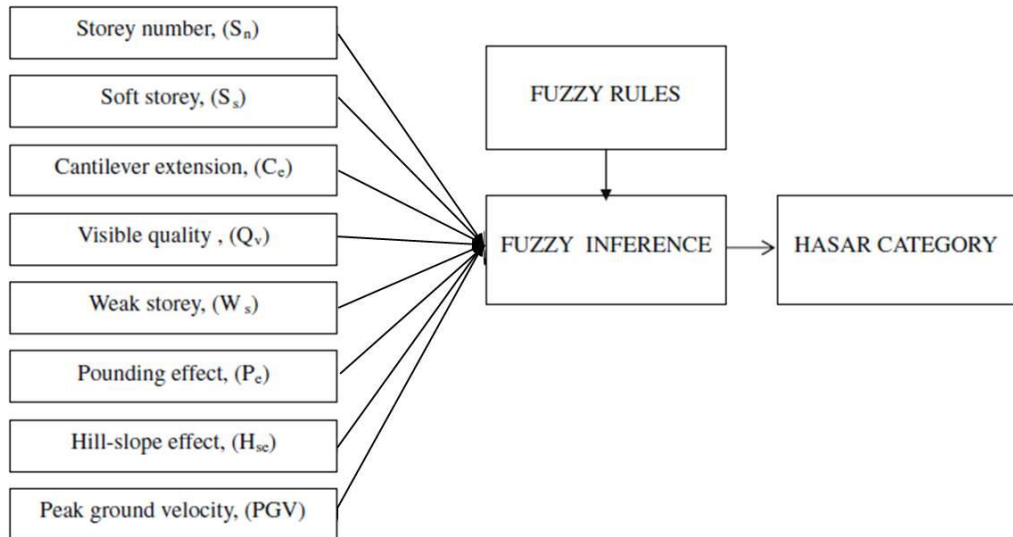 Storey number, (Sₙ)
Soft storey, (Sₛ)
Cantilever extension, (Cₑ)
Visible quality , (Qᵥ)
Weak storey, (W ₛ)
Pounding effect, (Pₑ)
Hill-slope effect, (Hₛₑ)
Peak ground velocity, (PGV)
FUZZY RULES
FUZZY INFERENCE
HASAR CATEGORY